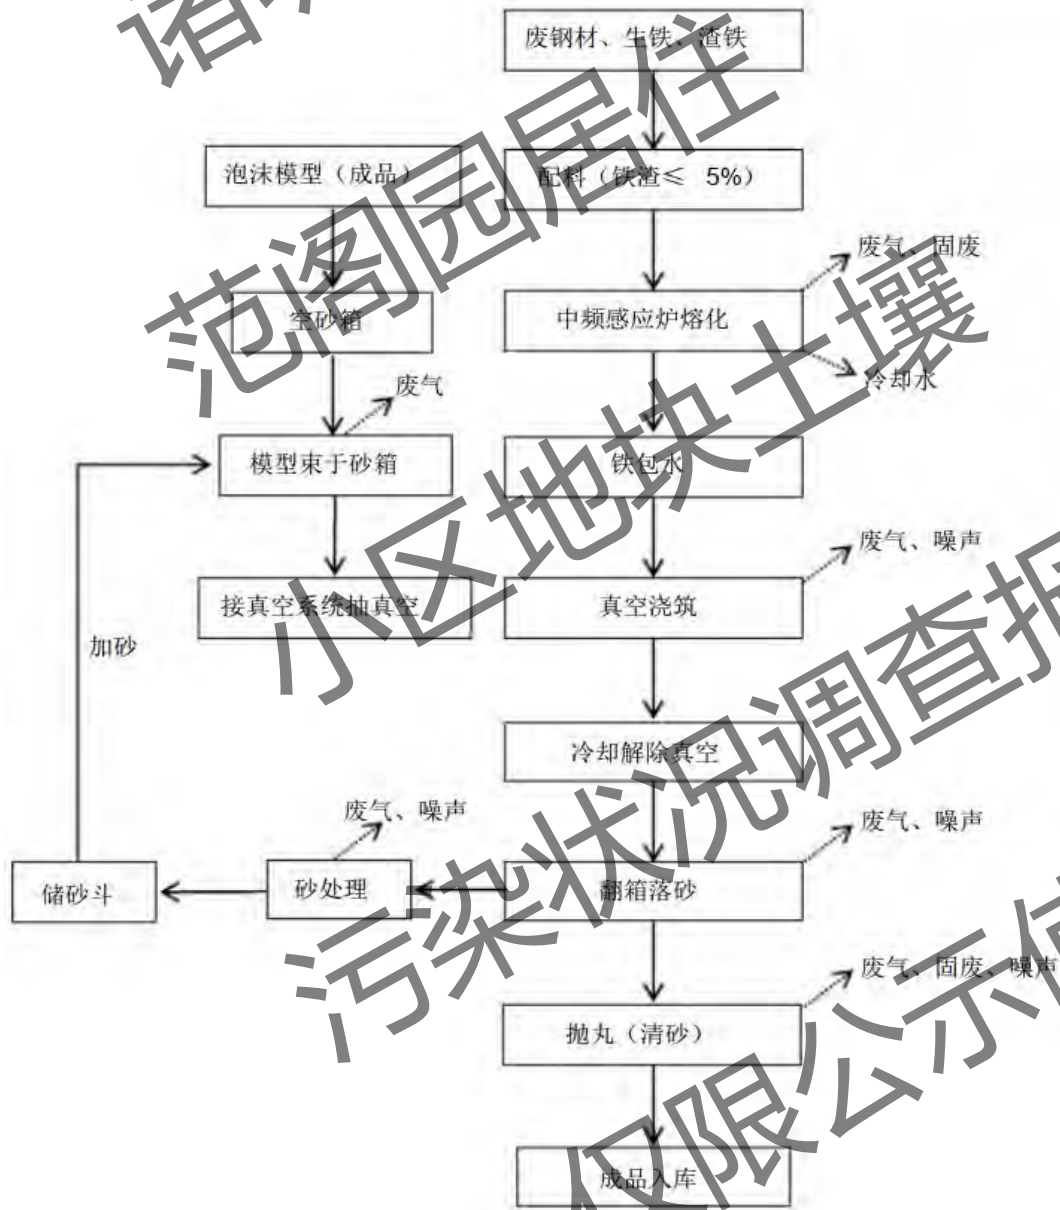 废钢材、生铁、渣铁
泡沫模型（成品）
配料（铁渣≤ 5%）
废气、固废
空砂箱
中频感应炉熔化
冷却水
废气
模型束于砂箱
铁包水
废气、噪声
接真空系统抽真空
真空浇筑
加砂
冷却解除真空
废气、噪声
废气、噪声
储砂斗
砂处理
翻箱落砂
废气、固废、噪声
抛丸（清砂）
成品入库
范阁园居住
小区地块土壤
污染状况调查报
仅限公示使